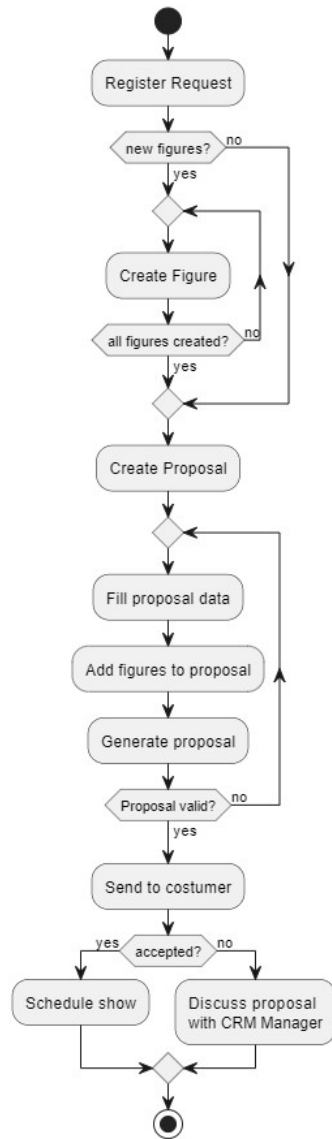 Register Request
new figures?
no
yes
Create Figure
all figures created?
no
yes
Create Proposal
Fill proposal data
Add figures to proposal
Generate proposal
Proposal valid?
no
yes
Send to costumer
yes
accepted?
no
Schedule show
Discuss proposal
with CRM Manager